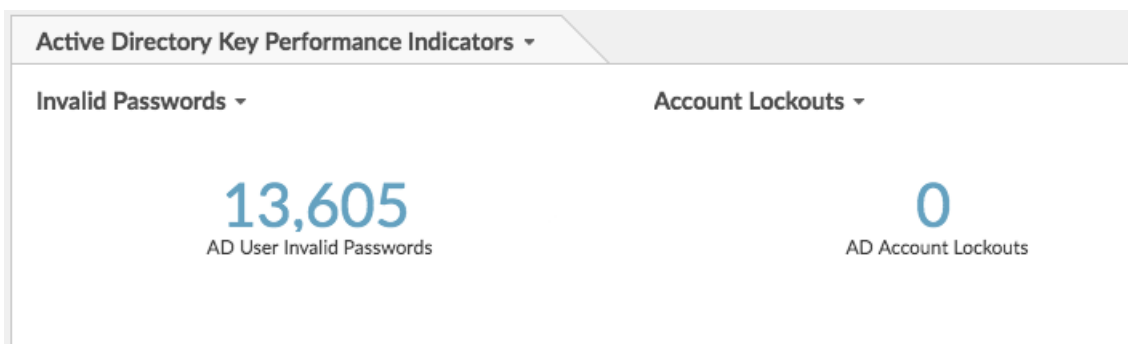 Active Directory Key Performance Indicators
Invalid Passwords
Account Lockouts
13,605
0
AD User Invalid Passwords
AD Account Lockouts